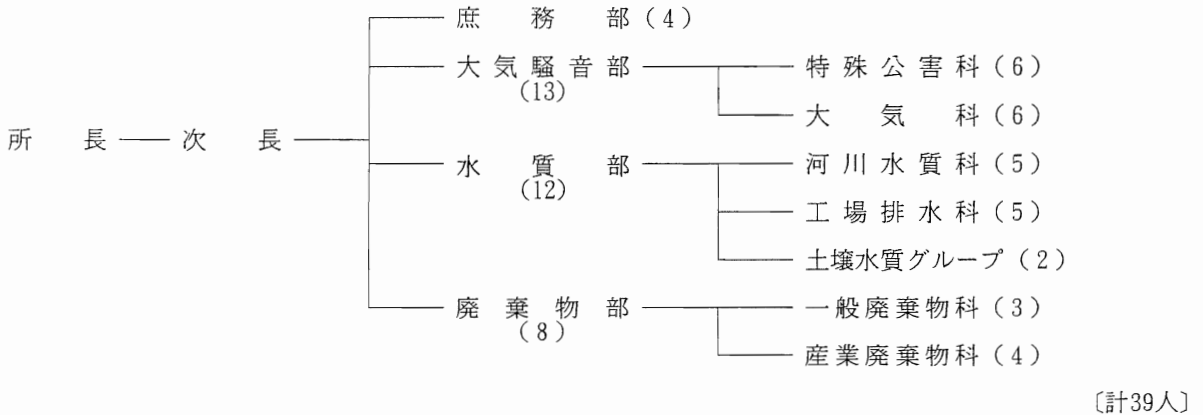 庶務部(4)
大気騒音部 特殊公害科(6)
(13)
大気科(6)
所長 次長
水質部 河川水質科(5)
(12)
工場排水科(5)
土壌水質グループ(2)
廃棄物部 一般廃棄物科(3)
(8)
産業廃棄物科(4)
〔計39人〕